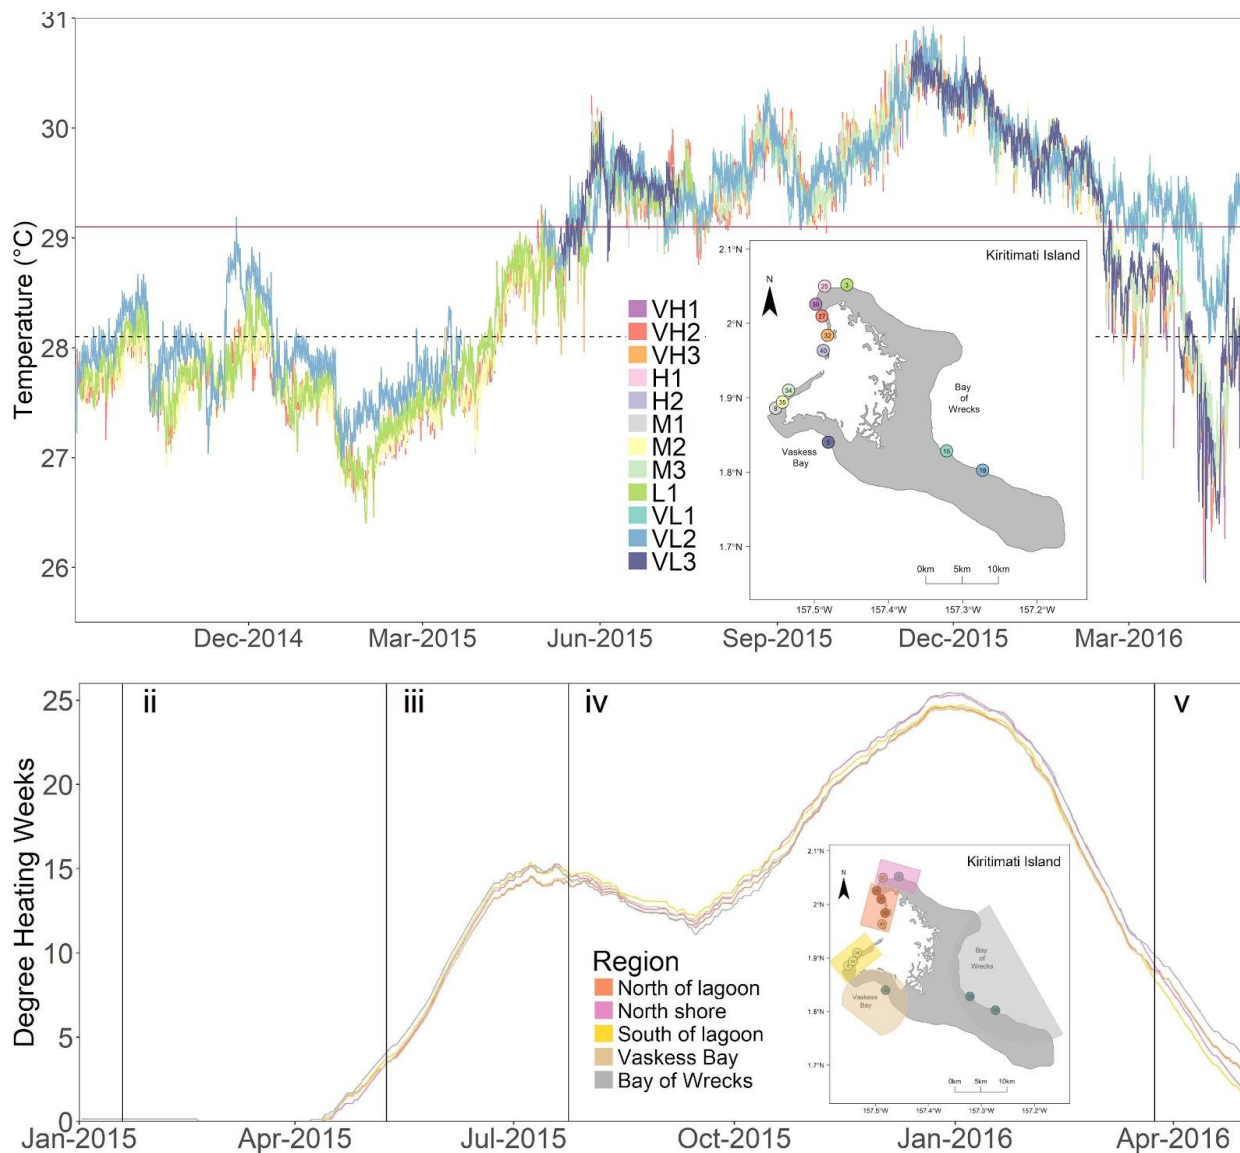 31
30
29
28
27
26
Temperature (°C)
VH1
VH2
VH3
H1
H2
M1
M2
M3
L1
VL1
VL2
VL3
Kiritimati Island
2.1°N
2°N
1.9°N
1.8°N
1.7°N
N
25
3
30
27
32
40
34
35
8
5
15
19
Bay
of
Wrecks
Vaskess
Bay
0km 5km 10km
157.5°W 157.4°W 157.3°W 157.2°W
Dec-2014 Mar-2015 Jun-2015 Sep-2015 Dec-2015 Mar-2016
25
20
15
10
5
0
Degree Heating Weeks
ii iii iv v
Region
North of lagoon
North shore
South of lagoon
Vaskess Bay
Bay of Wrecks
Kiritimati Island
2.1°N
2°N
1.9°N
1.8°N
1.7°N
N
Bay
of
Wrecks
Vaskess
Bay
0km 5km 10km
157.5°W 157.4°W 157.3°W 157.2°W
Jan-2015 Apr-2015 Jul-2015 Oct-2015 Jan-2016 Apr-2016